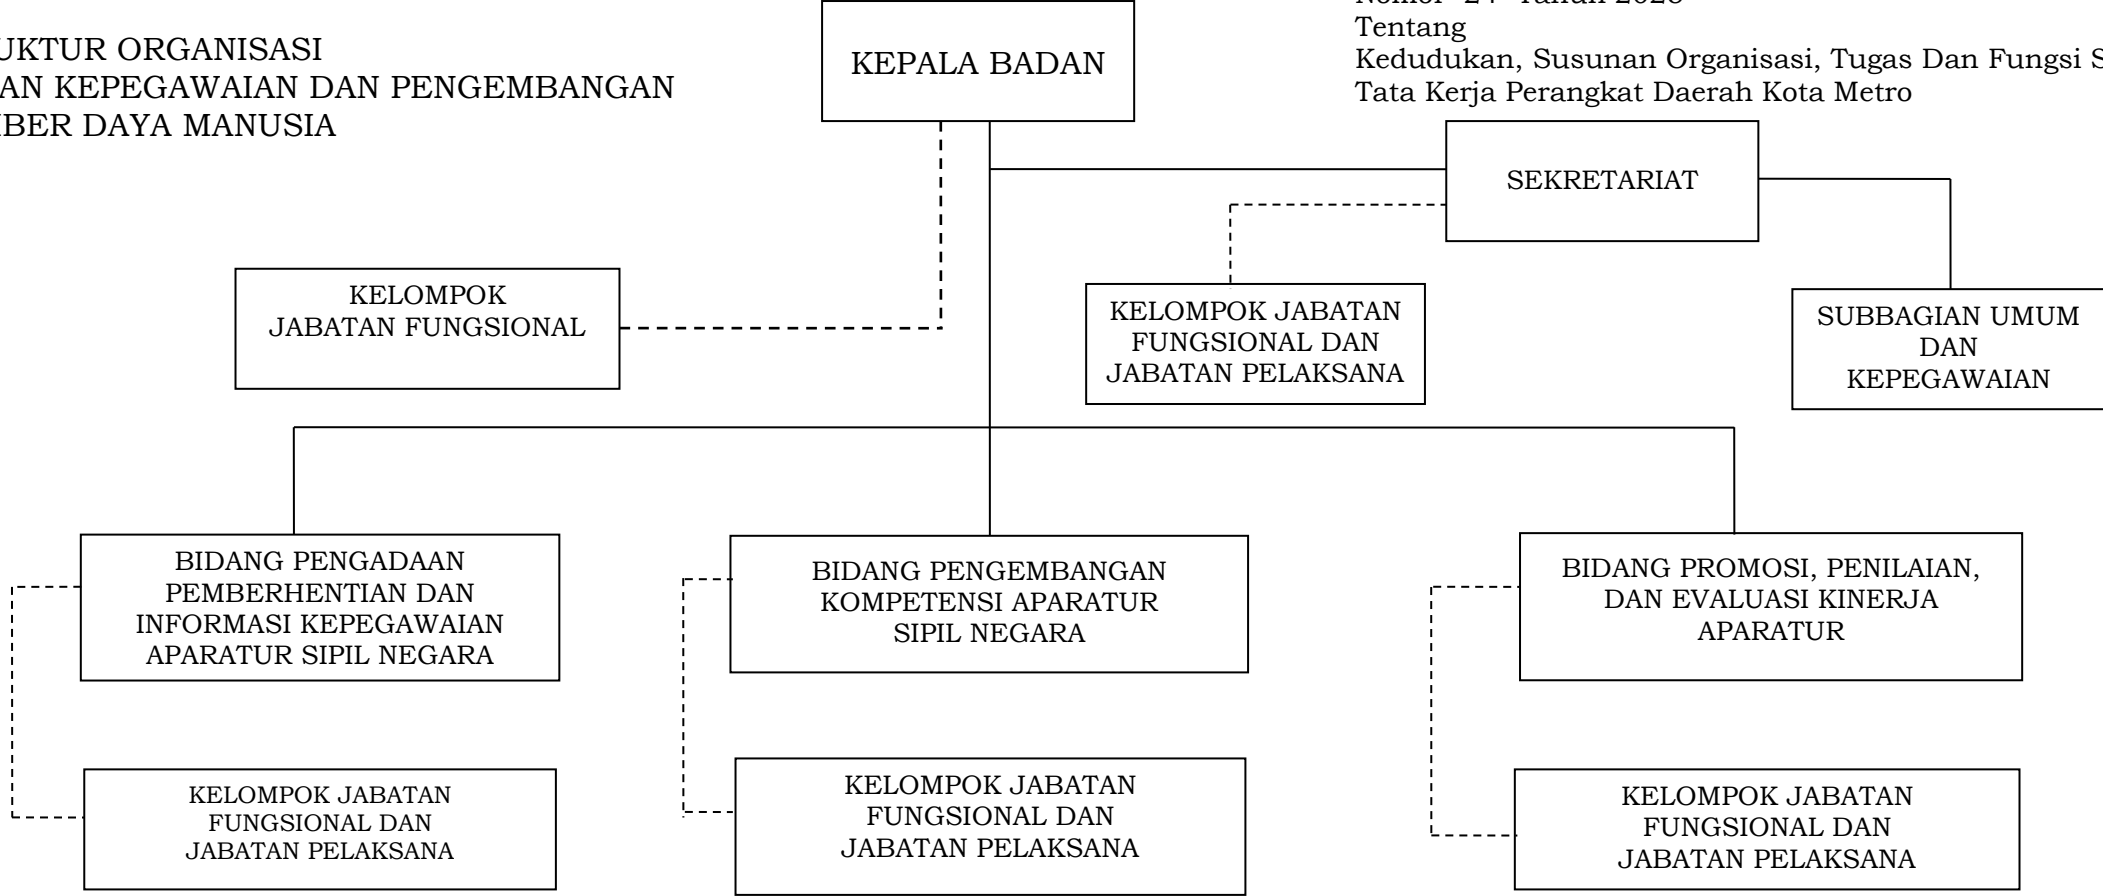 UKTUR ORGANISASI
AN KEPEGAWAIAN DAN PENGEMBANGAN
BER DAYA MANUSIA
KEPALA BADAN
Tentang
Kedudukan, Susunan Organisasi, Tugas Dan Fungsi S
Tata Kerja Perangkat Daerah Kota Metro
SEKRETARIAT
KELOMPOK
JABATAN FUNGSIONAL
KELOMPOK JABATAN
FUNGSIONAL DAN
JABATAN PELAKSANA
SUBBAGIAN UMUM
DAN
KEPEGAWAIAN
BIDANG PENGADAAN
PEMBERHENTIAN DAN
INFORMASI KEPEGAWAIAN
APARATUR SIPIL NEGARA
BIDANG PENGEMBANGAN
KOMPETENSI APARATUR
SIPIL NEGARA
BIDANG PROMOSI, PENILAIAN,
DAN EVALUASI KINERJA
APARATUR
KELOMPOK JABATAN
FUNGSIONAL DAN
JABATAN PELAKSANA
KELOMPOK JABATAN
FUNGSIONAL DAN
JABATAN PELAKSANA
KELOMPOK JABATAN
FUNGSIONAL DAN
JABATAN PELAKSANA